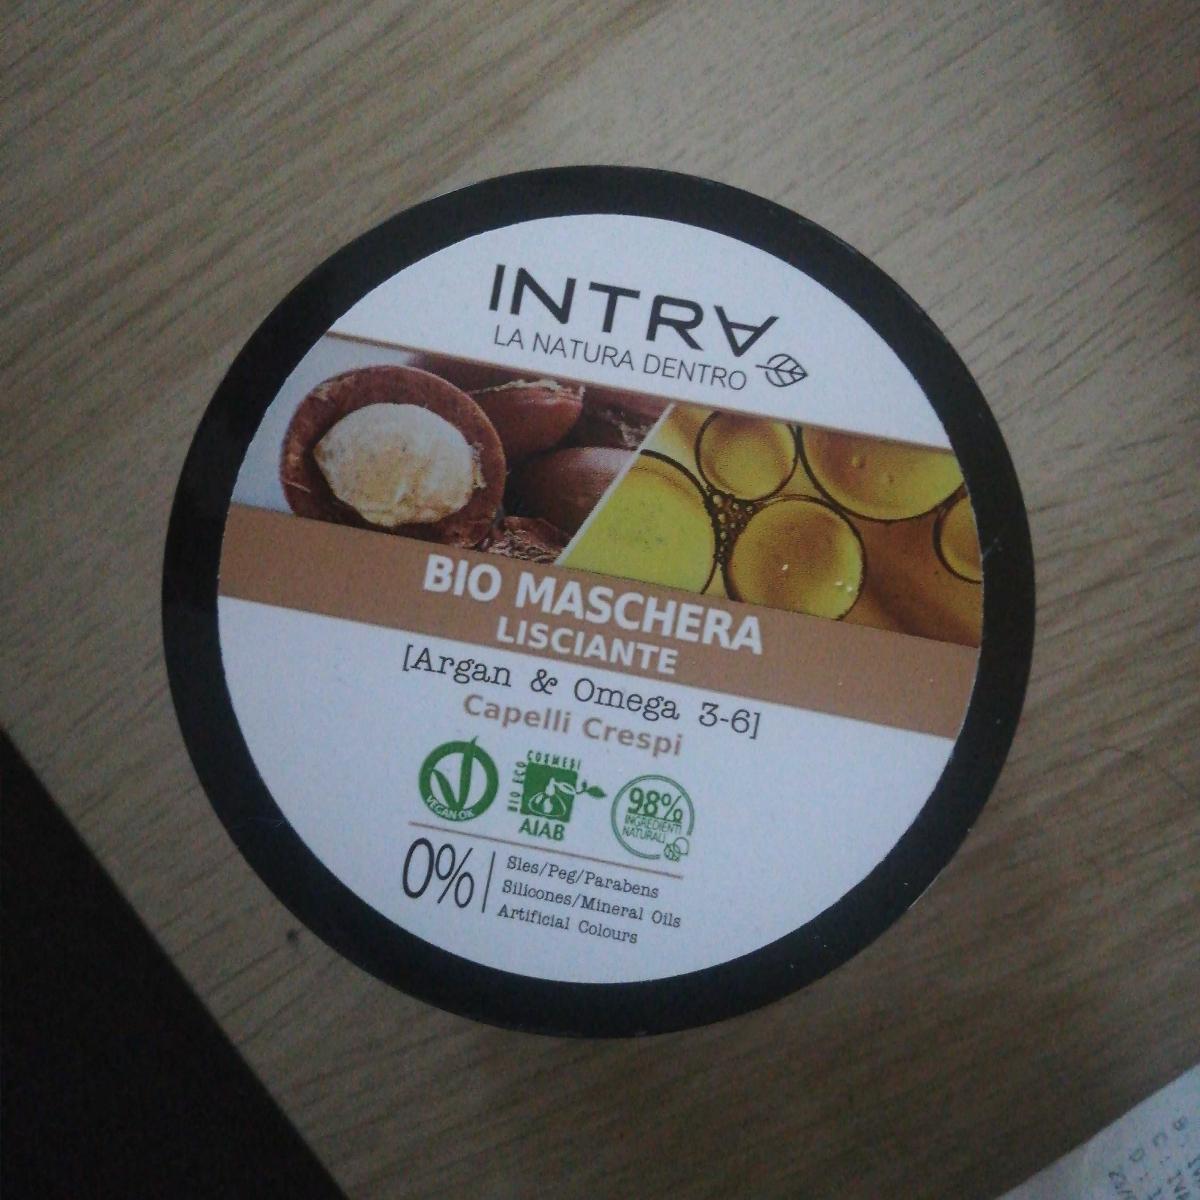 INTRA
LA NATURA DENTRO
BIO MASCHERA
LISCIANTE
[Argan & Omega 3-6]
Capelli Crespi
VEGAN OK
BIO ECO COSMESI
AIAB
98%
INGREDIENTI
NATURALI
0%
Sles/Peg/Parabens
Silicones/Mineral Oils
Artificial Colours